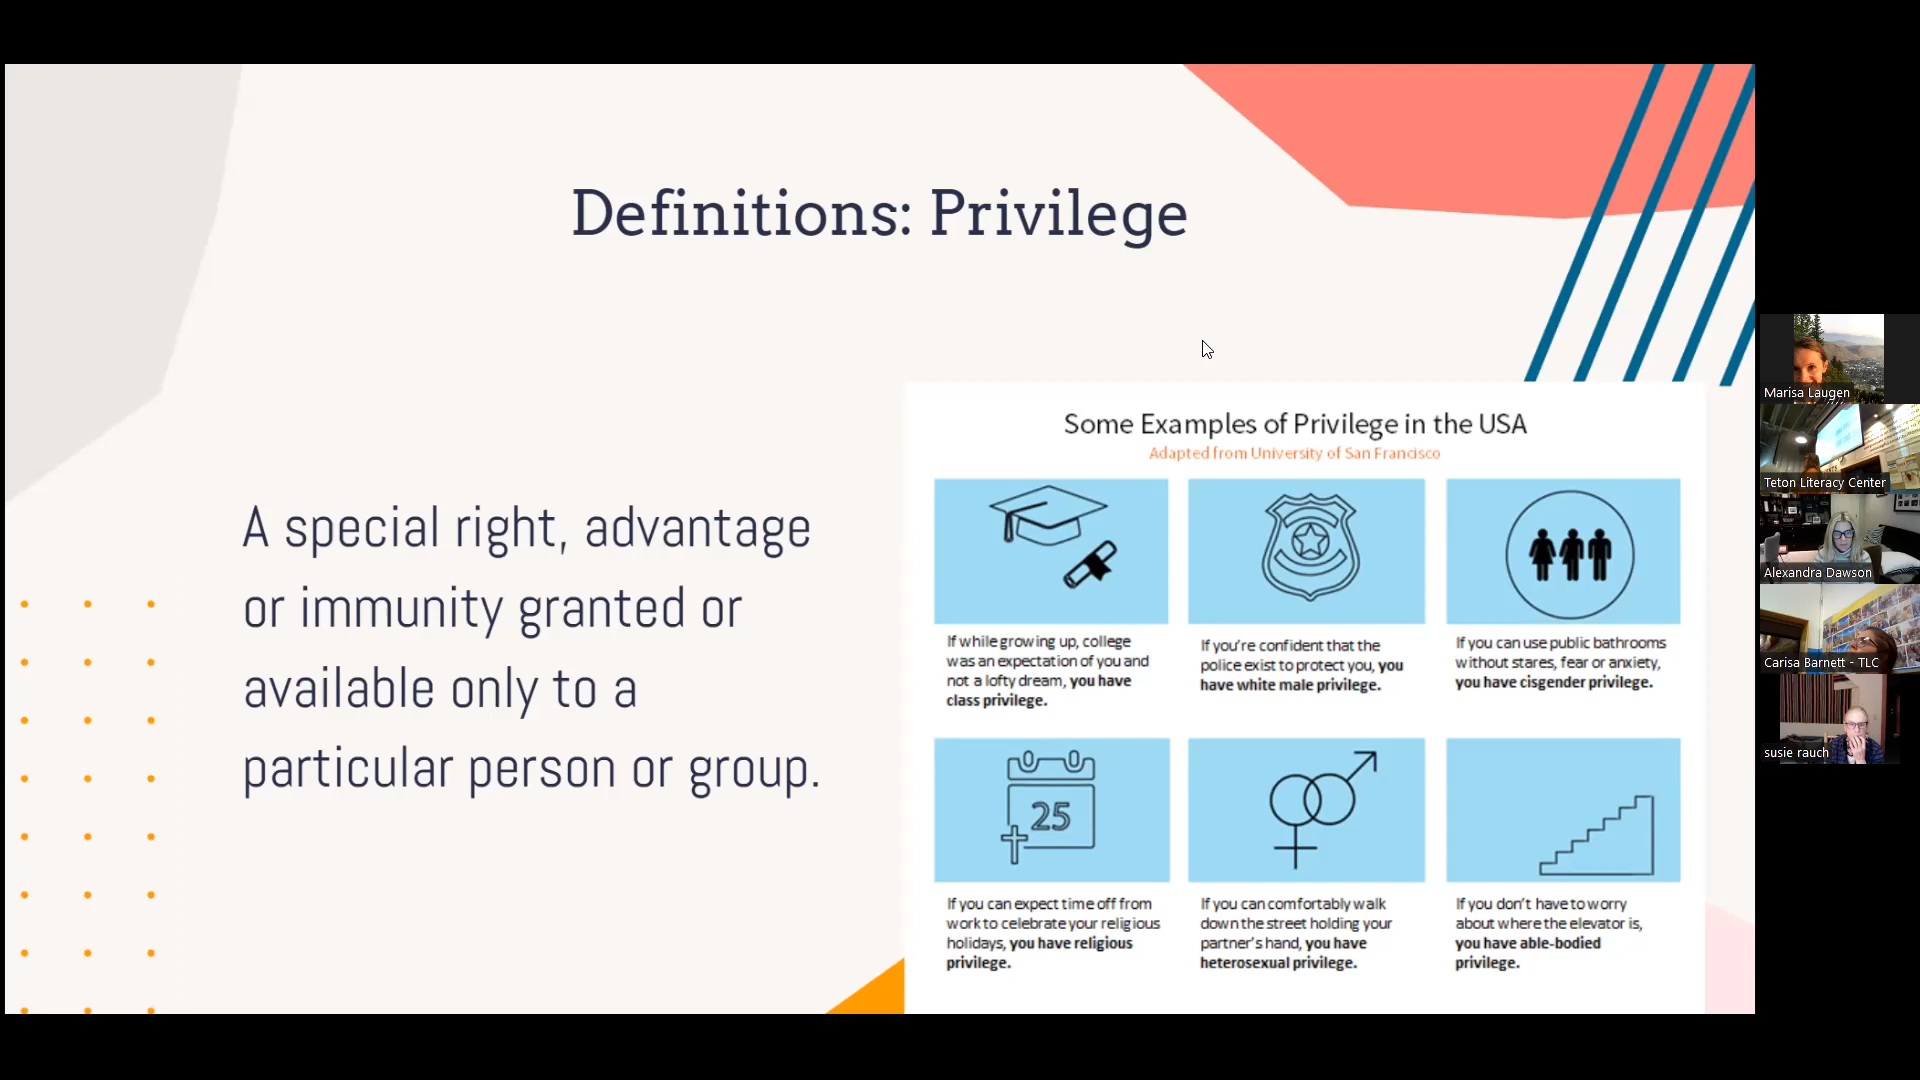 Definitions: Privilege
A special right, advantage
or immunity granted or
available only to a
particular person or group.
Some Examples of Privilege in the USA
Adapted from University of San Francisco
If while growing up, college
was an expectation of you and
not a lofty dream, you have
class privilege.
If you're confident that the
police exist to protect you, you
have white male privilege.
If you can use public bathrooms
without stares, fear or anxiety,
you have cisgender privilege.
25
If you can expect time off from
work to celebrate your religious
holidays, you have religious
privilege.
If you can comfortably walk
down the street holding your
partner's hand, you have
heterosexual privilege.
If you don't have to worry
about where the elevator is,
you have able-bodied
privilege.
Marisa Laugen
Teton Literacy Center
Alexandra Dawson
Carisa Barnett - TLC
susie rauch